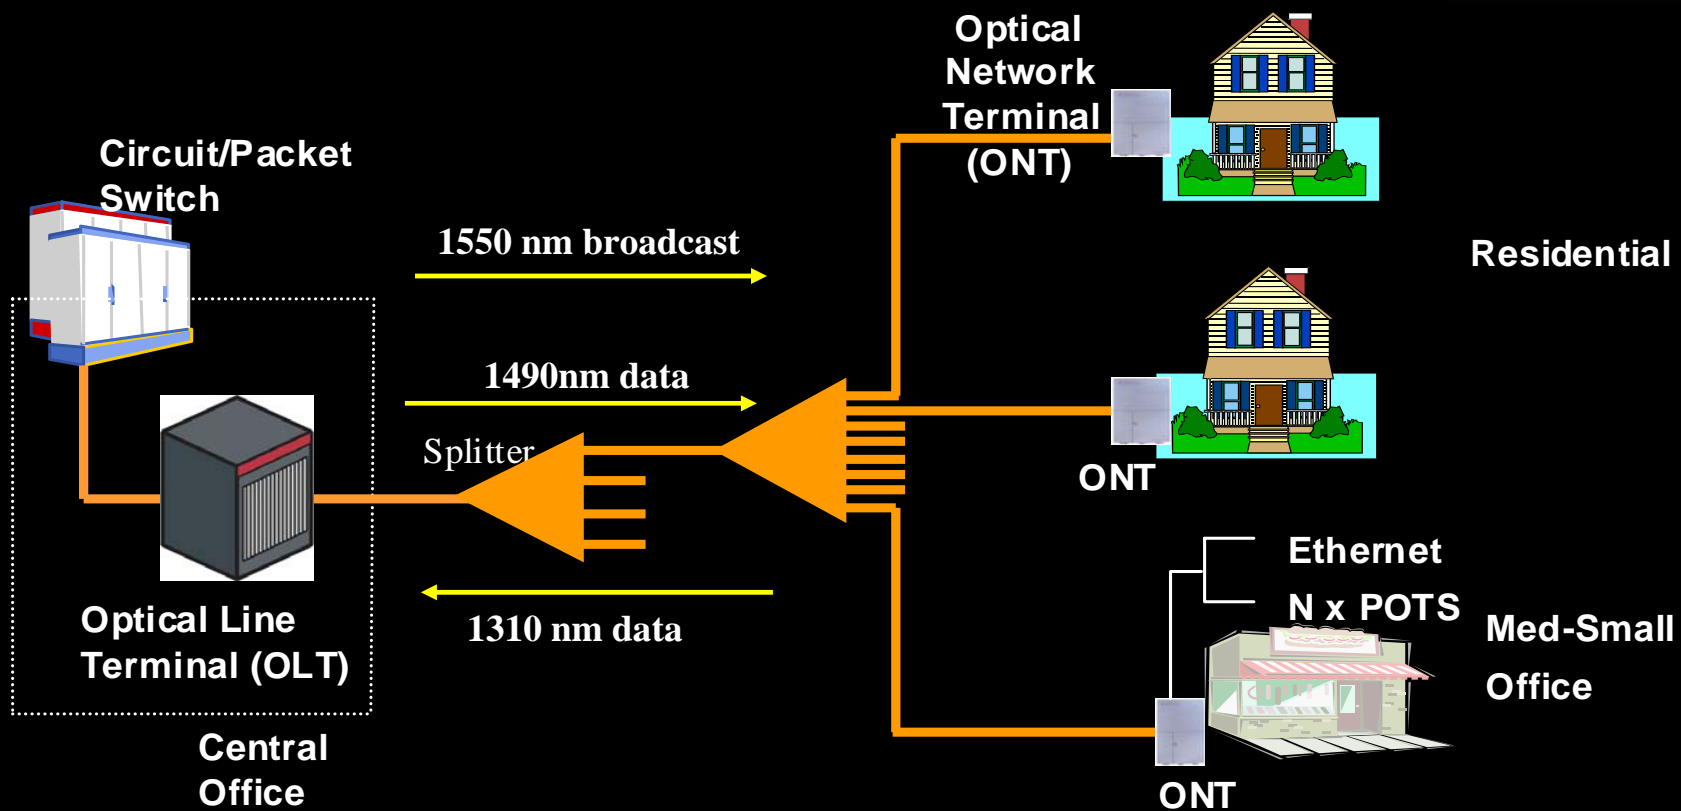 Optical
Network
Terminal
(ONT)
Circuit/Packet
Switch
1550 nm broadcast
Residential
1490nm data
Splitter
ONT
Ethernet
N x POTS
1310 nm data
Optical Line
Terminal (OLT)
Med-Small
Office
Central
Office
ONT